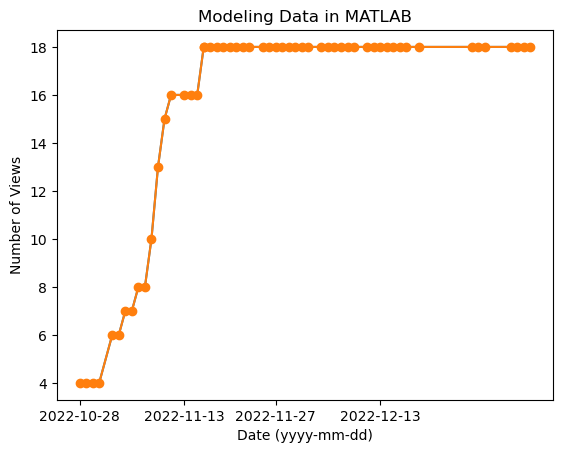 Modeling Data in MATLAB
18
16
14
12
10
8
6
4
Number of Views
2022-10-28 2022-11-13 2022-11-27 2022-12-13
Date (yyyy-mm-dd)